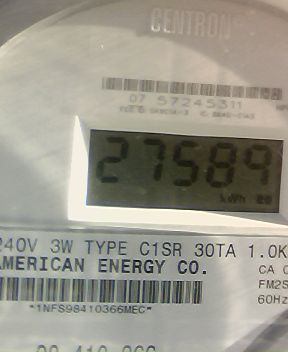 CENTRON
07 57245311
27589
kWh
240V 3W TYPE C1SR 30TA 1.0K
AMERICAN ENERGY CO.
CA
FM2S
60Hz
*1NFS98410366MEC*